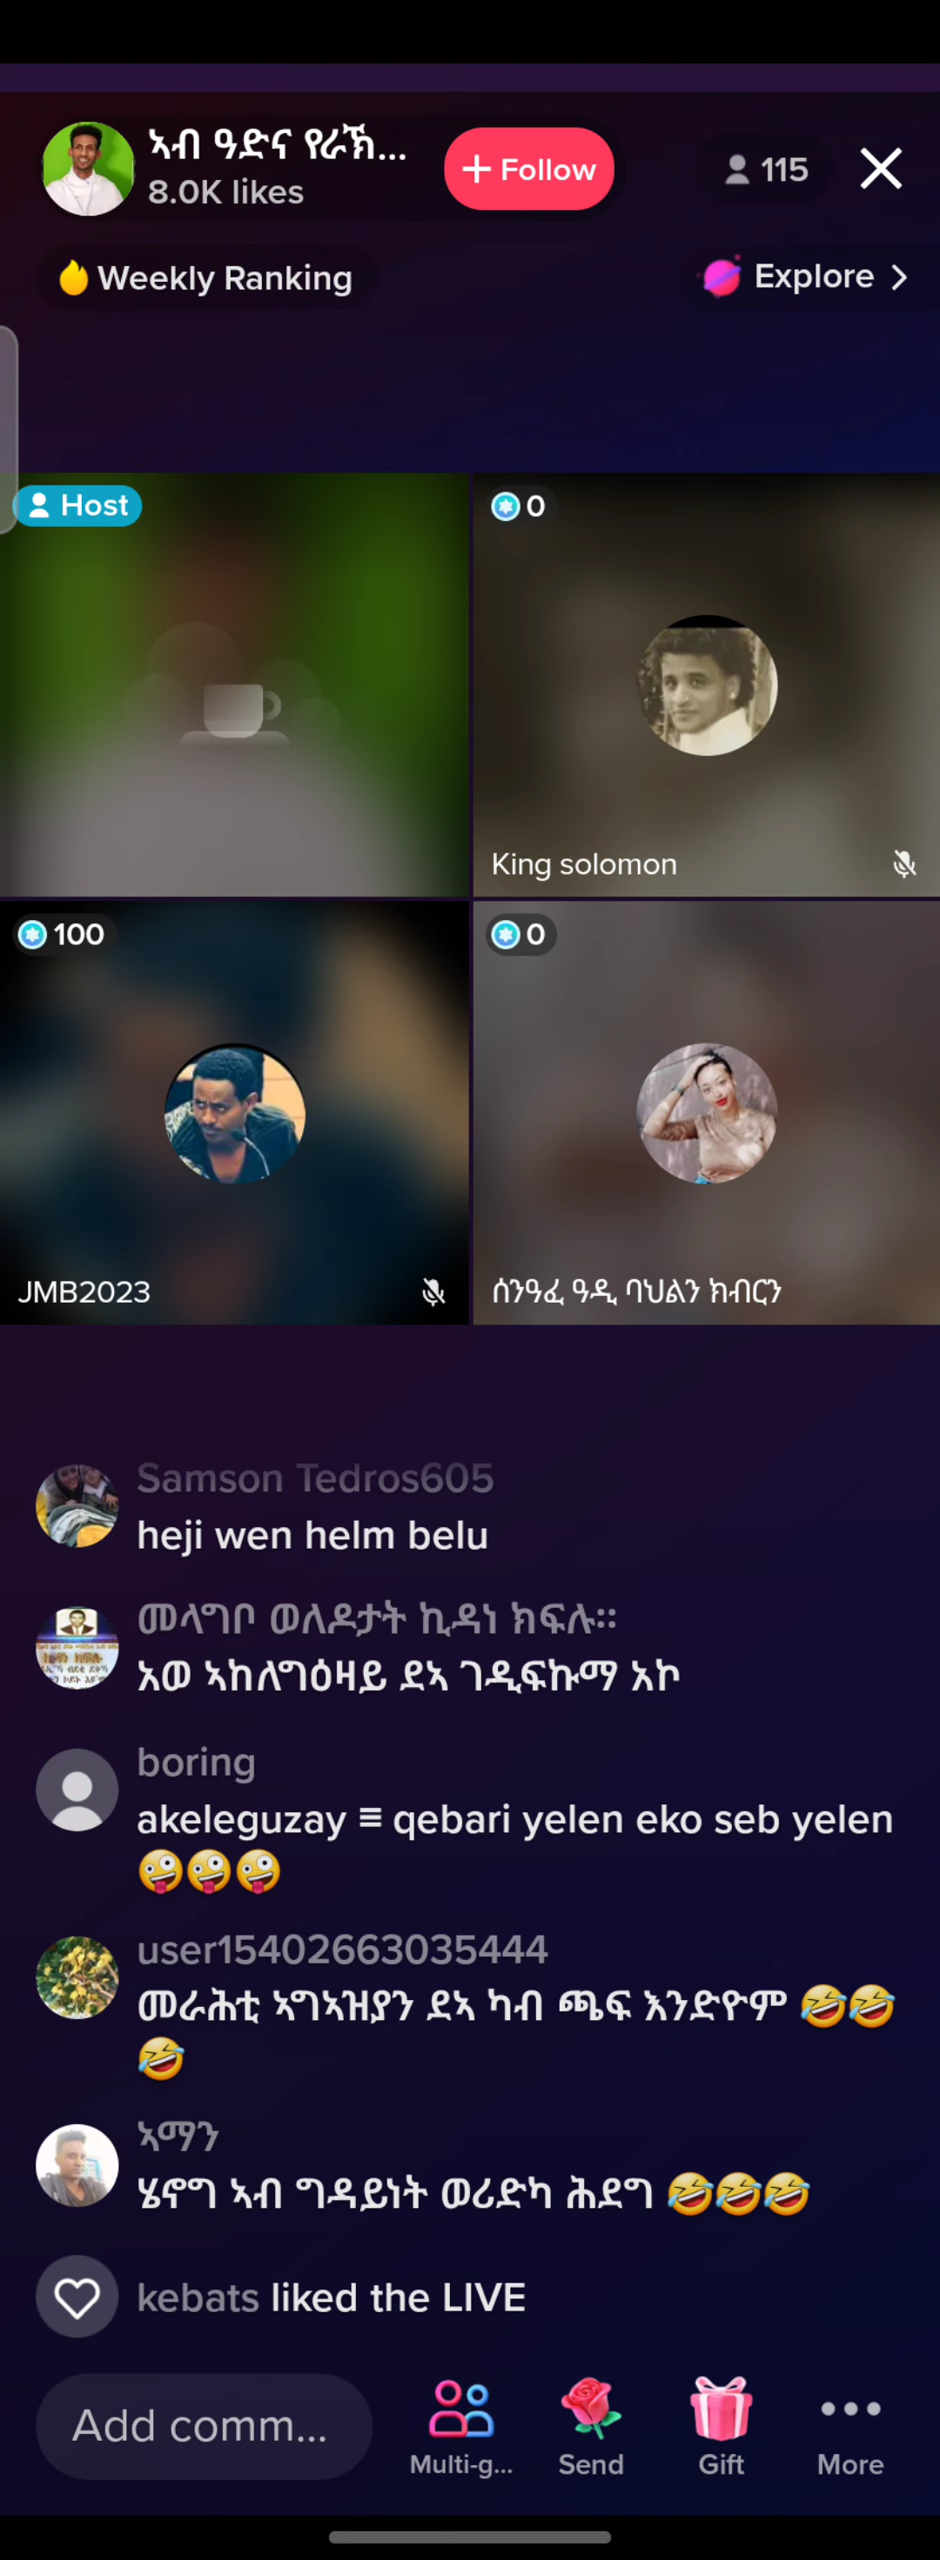 ኣብ ዓድና የራኽ...
8.0K likes
+ Follow
115
Weekly Ranking
Explore >
Host
0
King solomon
100
0
JMB2023
ሰንዓፈ ዓዲ ባህልን ክብርን
Samson Tedros605
heji wen helm belu
መላግቦ ወለዶታት ኪዳነ ክፍሉ።
አወ ኣከለግዕዛይ ደኣ ገዲፍኩማ አኮ
boring
akeleguzay ≡ qebari yelen eko seb yelen
🤪🤪🤪
user15402663035444
መራሕቲ ኣግኣዝያን ደኣ ካብ ጫፍ እንድዮም 🤣🤣
🤣
ኣማን
ሄኖግ ኣብ ግዳይነት ወሪድካ ሕደግ 🤣🤣🤣
kebats liked the LIVE
Add comm...
Multi-g...
Send
Gift
More